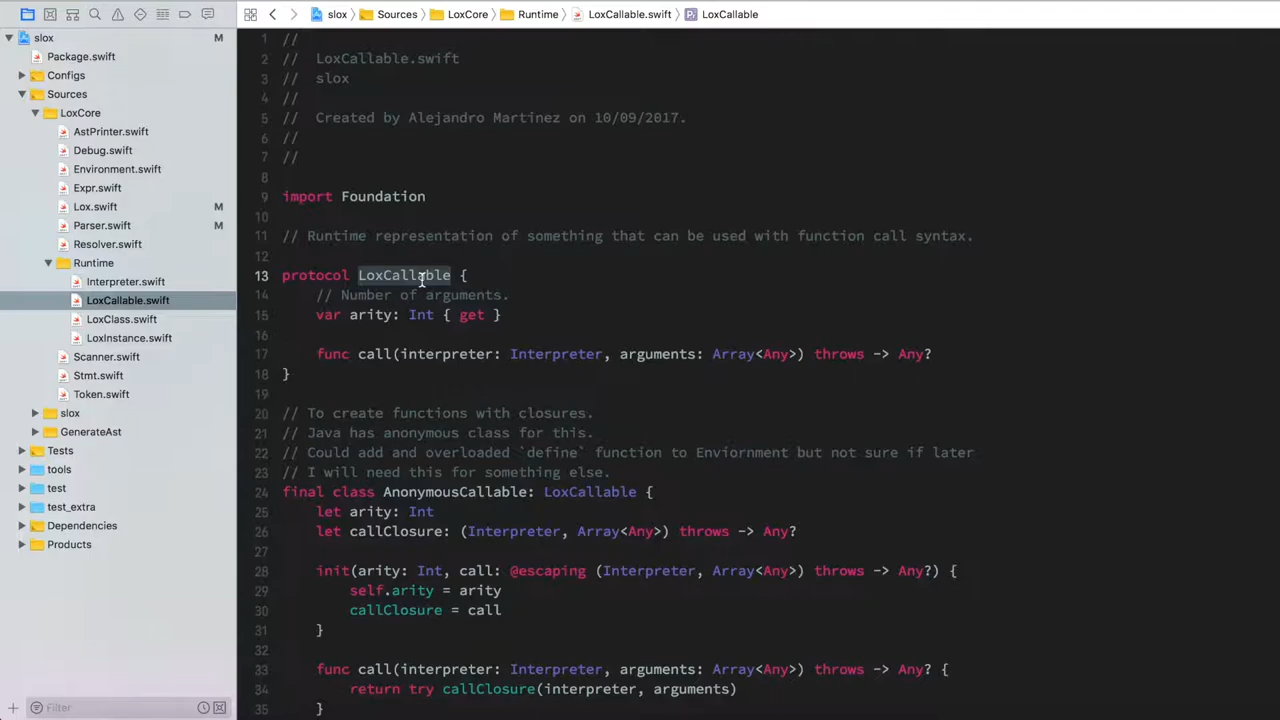 slox
Sources
LoxCore
Runtime
LoxCallable.swift
LoxCallable
slox M
Package.swift
Configs
Sources
LoxCore
AstPrinter.swift
Debug.swift
Environment.swift
Expr.swift
Lox.swift M
Parser.swift M
Resolver.swift
Runtime
Interpreter.swift
LoxCallable.swift
LoxClass.swift
LoxInstance.swift
Scanner.swift
Stmt.swift
Token.swift
slox
GenerateAst
Tests
tools
test
test_extra
Dependencies
Products
Filter
1 //
2 //  LoxCallable.swift
3 //  slox
4 //
5 //  Created by Alejandro Martinez on 10/09/2017.
6 //
7 //
8
9 import Foundation
10
11 // Runtime representation of something that can be used with function call syntax.
12
13 protocol LoxCallable {
14     // Number of arguments.
15     var arity: Int { get }
16
17     func call(interpreter: Interpreter, arguments: Array<Any>) throws -> Any?
18 }
19
20 // To create functions with closures.
21 // Java has anonymous class for this.
22 // Could add and overloaded `define` function to Enviornment but not sure if later
23 // I will need this for something else.
24 final class AnonymousCallable: LoxCallable {
25     let arity: Int
26     let callClosure: (Interpreter, Array<Any>) throws -> Any?
27
28     init(arity: Int, call: @escaping (Interpreter, Array<Any>) throws -> Any?) {
29         self.arity = arity
30         callClosure = call
31     }
32
33     func call(interpreter: Interpreter, arguments: Array<Any>) throws -> Any? {
34         return try callClosure(interpreter, arguments)
35     }